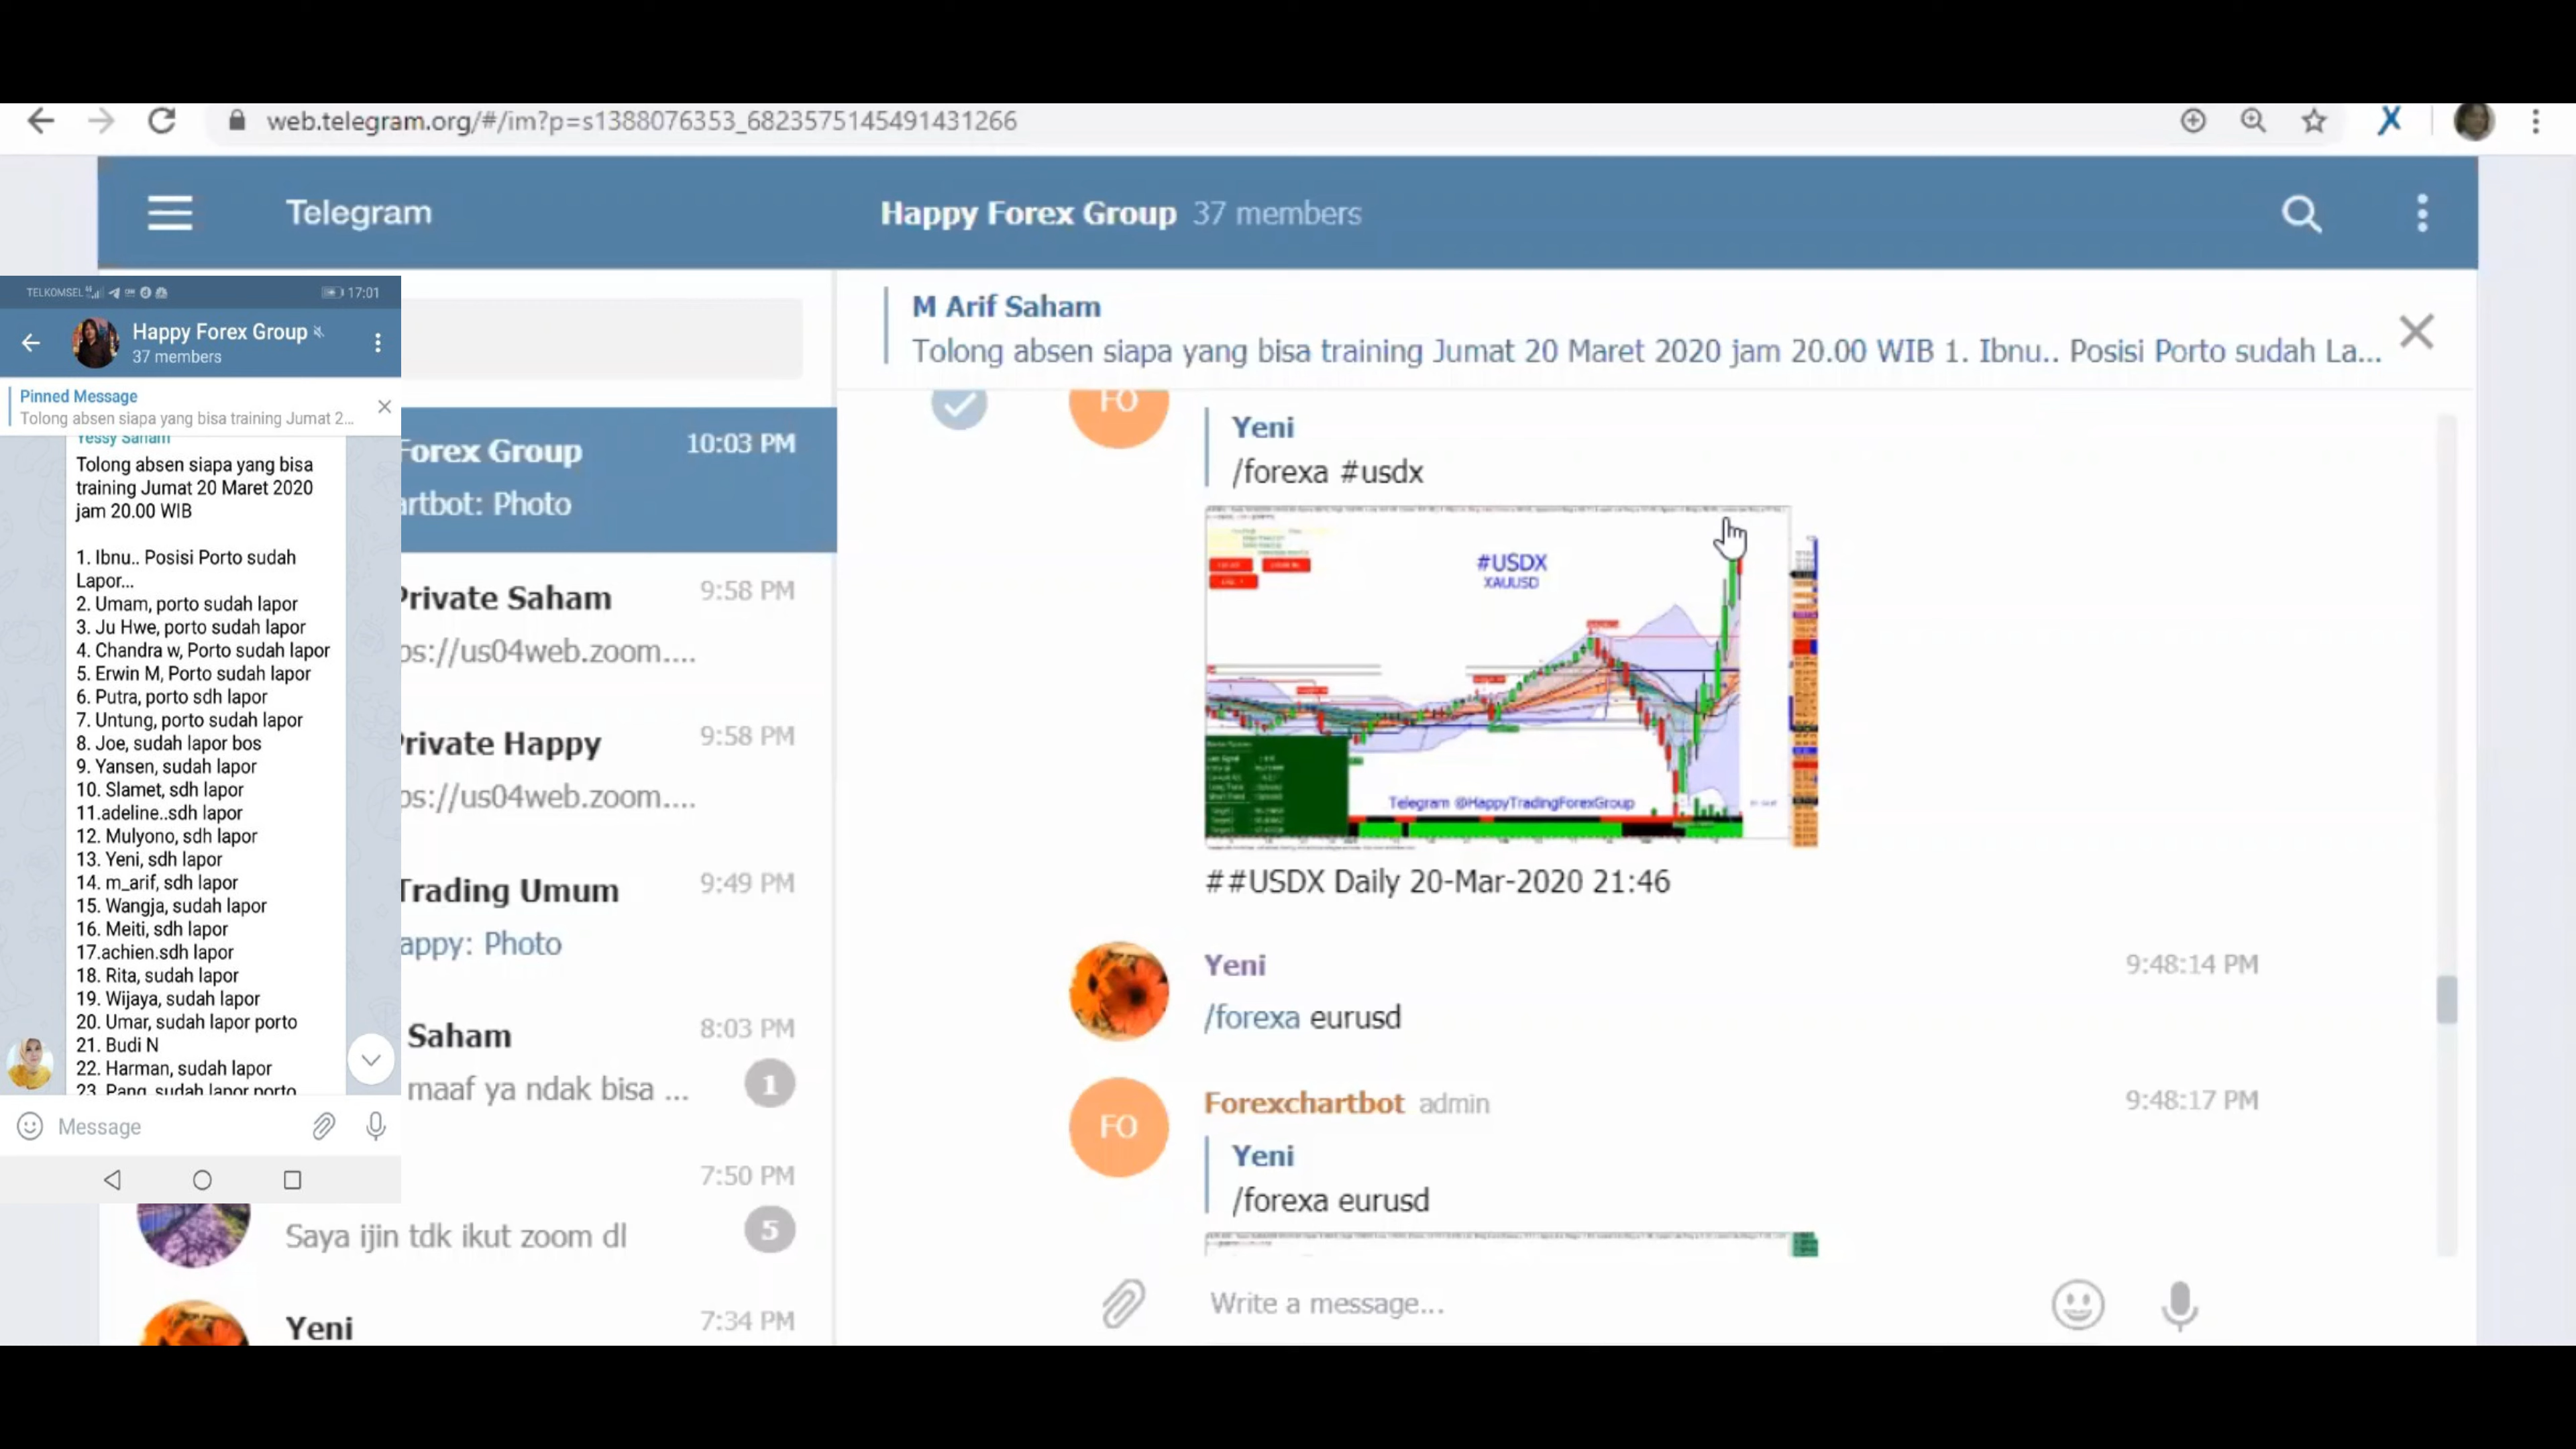 web.telegram.org/#/im?p=s1388076353_6823575145491431266
Telegram
Happy Forex Group 37 members
M Arif Saham
Tolong absen siapa yang bisa training Jumat 20 Maret 2020 jam 20.00 WIB 1. Ibnu.. Posisi Porto sudah La...
TELKOMSEL
17:01
Happy Forex Group
37 members
Pinned Message
Tolong absen siapa yang bisa training Jumat 2...
Yessy Saham
Tolong absen siapa yang bisa
training Jumat 20 Maret 2020
jam 20.00 WIB
1. Ibnu.. Posisi Porto sudah
Lapor...
2. Umam, porto sudah lapor
3. Ju Hwe, porto sudah lapor
4. Chandra w, Porto sudah lapor
5. Erwin M, Porto sudah lapor
6. Putra, porto sdh lapor
7. Untung, porto sudah lapor
8. Joe, sudah lapor bos
9. Yansen, sudah lapor
10. Slamet, sdh lapor
11.adeline..sdh lapor
12. Mulyono, sdh lapor
13. Yeni, sdh lapor
14. m_arif, sdh lapor
15. Wangja, sudah lapor
16. Meiti, sdh lapor
17.achien.sdh lapor
18. Rita, sudah lapor
19. Wijaya, sudah lapor
20. Umar, sudah lapor porto
21. Budi N
22. Harman, sudah lapor
23. Pang, sudah lapor porto
Message
Forex Group 10:03 PM
artbot: Photo
Private Saham 9:58 PM
ps://us04web.zoom....
Private Happy 9:58 PM
ps://us04web.zoom....
Trading Umum 9:49 PM
appy: Photo
Saham 8:03 PM
maaf ya ndak bisa ... 1
7:50 PM
Saya ijin tdk ikut zoom dl 5
Yeni 7:34 PM
FO
Yeni
/forexa #usdx
#USDX
XAUUSD
Telegram @HappyTradingForexGroup
##USDX Daily 20-Mar-2020 21:46
Yeni 9:48:14 PM
/forexa eurusd
FO
Forexchartbot admin 9:48:17 PM
Yeni
/forexa eurusd
Write a message...